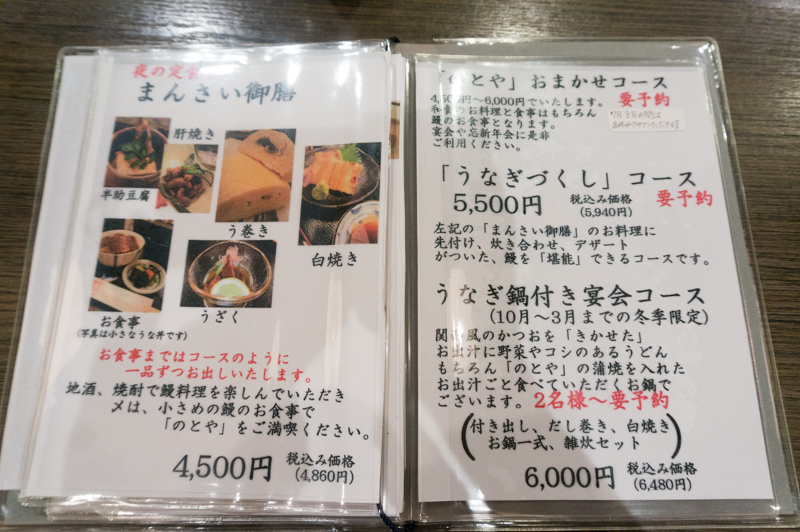 夜の定食
まんさい御膳
肝焼き
半助豆腐
う巻き
白焼き
お食事
(写真は小さなうな丼です)
うざく
お食事まではコースのように
一品ずつお出しいたします。
地酒、焼酎で鰻料理を楽しんでいただき
〆は、小さめの鰻のお食事で
「のとや」をご満喫ください。
4,500円 税込み価格
(4,860円)
「のとや」おまかせコース
4,500円～6,000円でいたします。 要予約
和食のお料理と食事はもちろん
鰻のお食事となります。
宴会や忘新年会に是非
ご利用ください。
「うなぎづくし」コース
5,500円 税込み価格 要予約
(5,940円)
左記の「まんさい御膳」のお料理に
先付け、炊き合わせ、デザート
がついた、鰻を「堪能」できるコースです。
うなぎ鍋付き宴会コース
(10月～3月までの冬季限定)
関西風のかつおを「きかせた」
お出汁に野菜やコシのあるうどん
もちろん「のとや」の蒲焼を入れた
お出汁ごと食べていただくお鍋で
ございます。 2名様～要予約
(付き出し、だし巻き、白焼き
お鍋一式、雑炊セット)
6,000円 税込み価格
(6,480円)